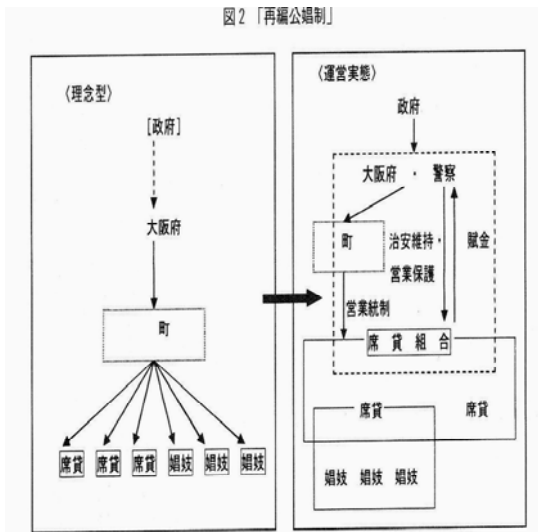 図2 「再編公娼制」
〈理念型〉
[政府]
大阪府
町
席貸 席貸 席貸 娼妓 娼妓 娼妓
〈運営実態〉
政府
大阪府・警察
町
治安維持・
営業保護
賦金
営業統制
席貸組合
席貸
席貸
娼妓 娼妓 娼妓